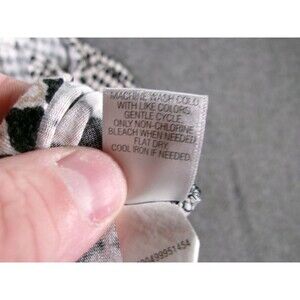 MACHINE WASH COLD
WITH LIKE COLORS
GENTLE CYCLE.
ONLY NON-CHLORINE
BLEACH WHEN NEEDED
FLAT DRY.
COOL IRON IF NEEDED.